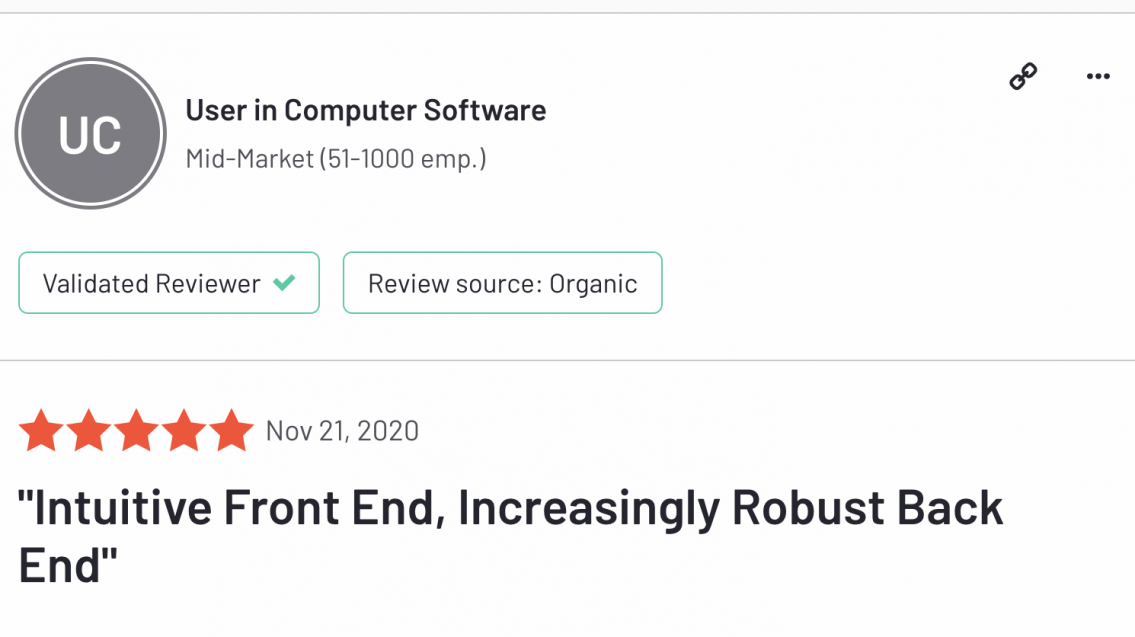 UC
User in Computer Software
Mid-Market (51-1000 emp.)
Validated Reviewer
Review source: Organic
Nov 21, 2020
"Intuitive Front End, Increasingly Robust Back
End"